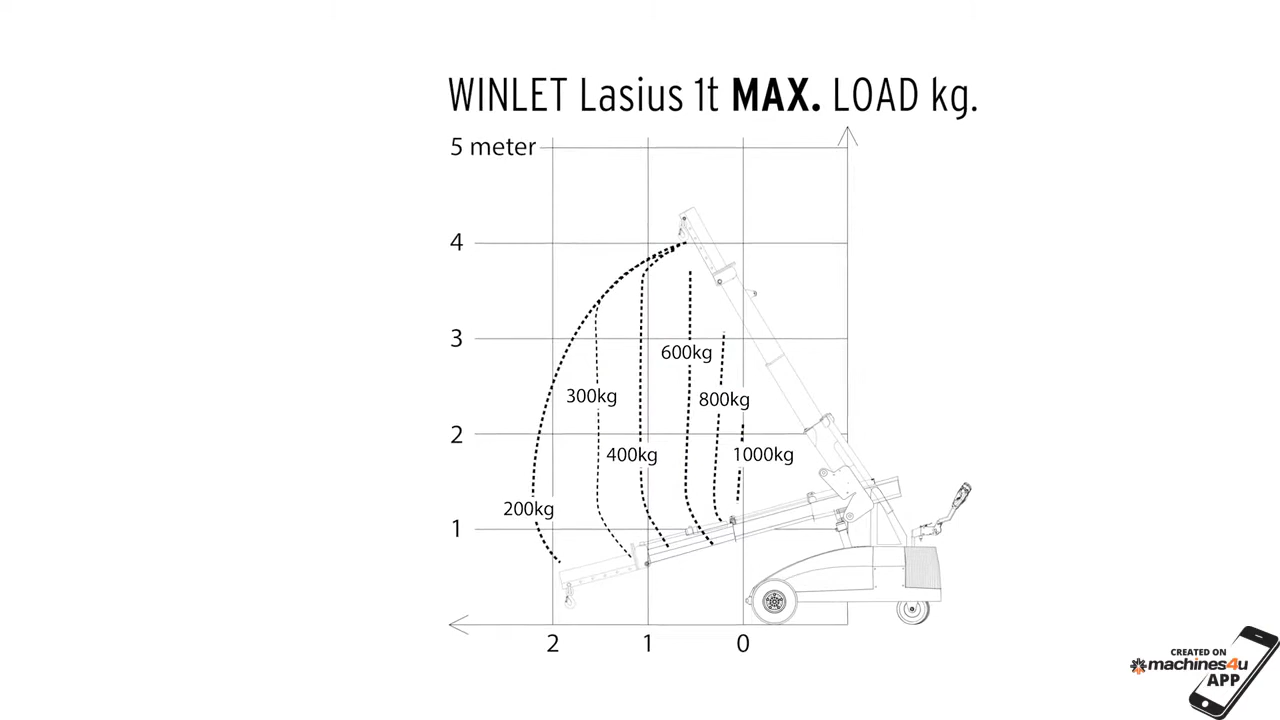 WINLET Lasius 1t MAX. LOAD kg.
5 meter
4
3
600kg
300kg
800kg
2
400kg
1000kg
200kg
1
2 1 0
CREATED ON
machines4u
APP